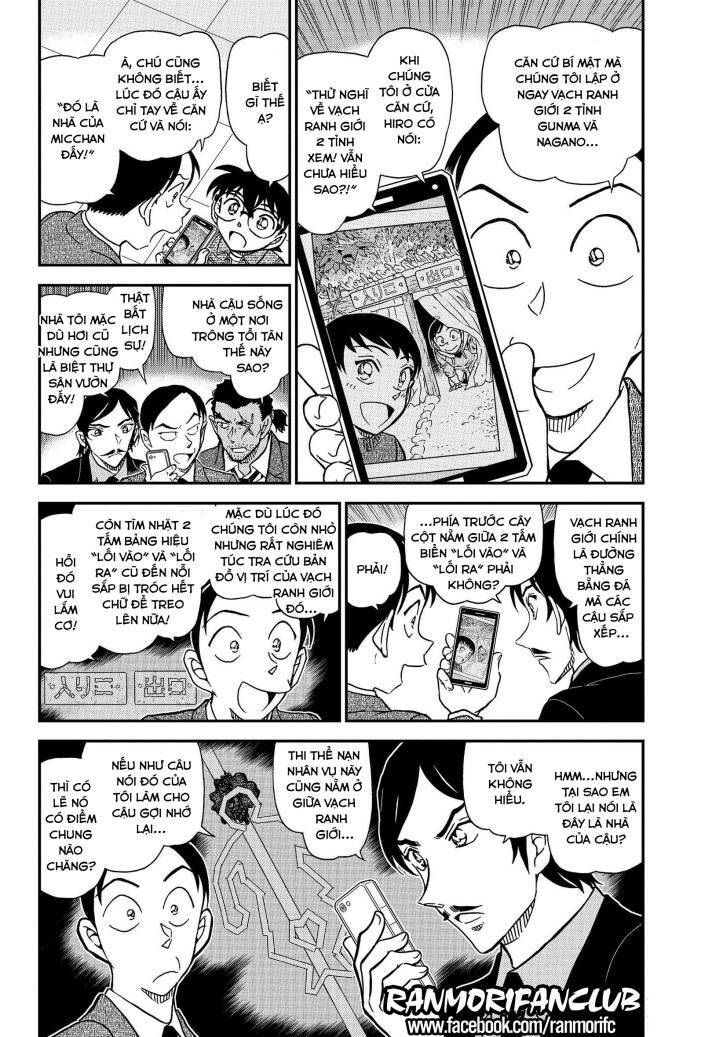 CĂN CỨ BÍ MẬT MÀ
CHÚNG TÔI LẬP Ở
NGAY VẠCH RANH
GIỚI 2 TỈNH
GUNMA VÀ
NAGANO...
KHI
CHÚNG
TÔI Ở CỬA
CĂN CỨ,
HIRO CÓ
NÓI:
"THỬ NGHĨ
VỀ VẠCH
RANH GIỚI
2 TỈNH
XEM! VẪN
CHƯA HIỂU
SAO?!"
入り口
出口
BIẾT
GÌ THẾ
Ạ?
À, CHÚ CŨNG
KHÔNG BIẾT...
LÚC ĐÓ CẬU ẤY
CHỈ TAY VỀ CĂN
CỨ VÀ NÓI:
"ĐÓ LÀ
NHÀ CỦA
MICCHAN
ĐẤY!"
NHÀ CẬU SỐNG
Ở MỘT NƠI
TRÔNG TỒI TÀN
THẾ NÀY
SAO?
THẬT
BẤT
LỊCH
SỰ!
NHÀ TÔI MẶC
DÙ HƠI CŨ
NHƯNG CŨNG
LÀ BIỆT THỰ
SÂN VƯỜN
ĐẤY!
VẠCH RANH
GIỚI CHÍNH
LÀ ĐƯỜNG
THẲNG
BẰNG ĐÁ
MÀ CÁC
CẬU SẮP
XẾP...
...PHÍA TRƯỚC CÂY
CỘT NẰM GIỮA 2 TẤM
BIỂN "LỐI VÀO" VÀ
"LỐI RA" PHẢI
KHÔNG?
PHẢI!
MẶC DÙ LÚC ĐÓ
CHÚNG TÔI CÒN NHỎ
NHƯNG RẤT NGHIÊM
TÚC TRA CỨU BẢN
ĐỒ VỊ TRÍ CỦA VẠCH
RANH GIỚI
ĐÓ...
CÒN TÌM NHẶT 2
TẤM BẢNG HIỆU
"LỐI VÀO" VÀ "LỐI
RA" CŨ ĐẾN NỖI
SẮP BỊ TRÓC HẾT
CHỮ ĐỂ TREO
LÊN NỮA!
HỒI
ĐÓ
VUI
LẮM
CƠ!
入り口
出口
HMM...NHƯNG
TẠI SAO EM
TÔI LẠI NÓI LÀ
ĐÂY LÀ NHÀ
CỦA CẬU?
TÔI VẪN
KHÔNG
HIỂU.
THI THỂ NẠN
NHÂN VỤ NÀY
CŨNG NẰM Ở
GIỮA VẠCH
RANH
GIỚI...
NẾU NHƯ CÂU
NÓI ĐÓ CỦA
TÔI LÀM CHO
CẬU GỢI NHỚ
LẠI...
THÌ CÓ
LẼ NÓ
CÓ ĐIỂM
CHUNG
NÀO
CHĂNG?
RANMORIFANCLUB
www.facebook.com/ranmorifc